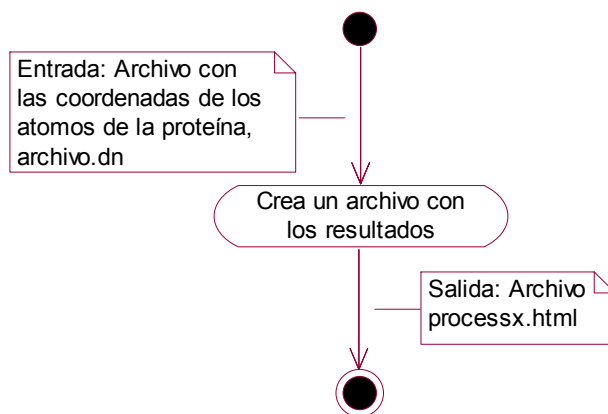 Entrada: Archivo con
las coordenadas de los
atomos de la proteína,
archivo.dn
Crea un archivo con
los resultados
Salida: Archivo
processx.html